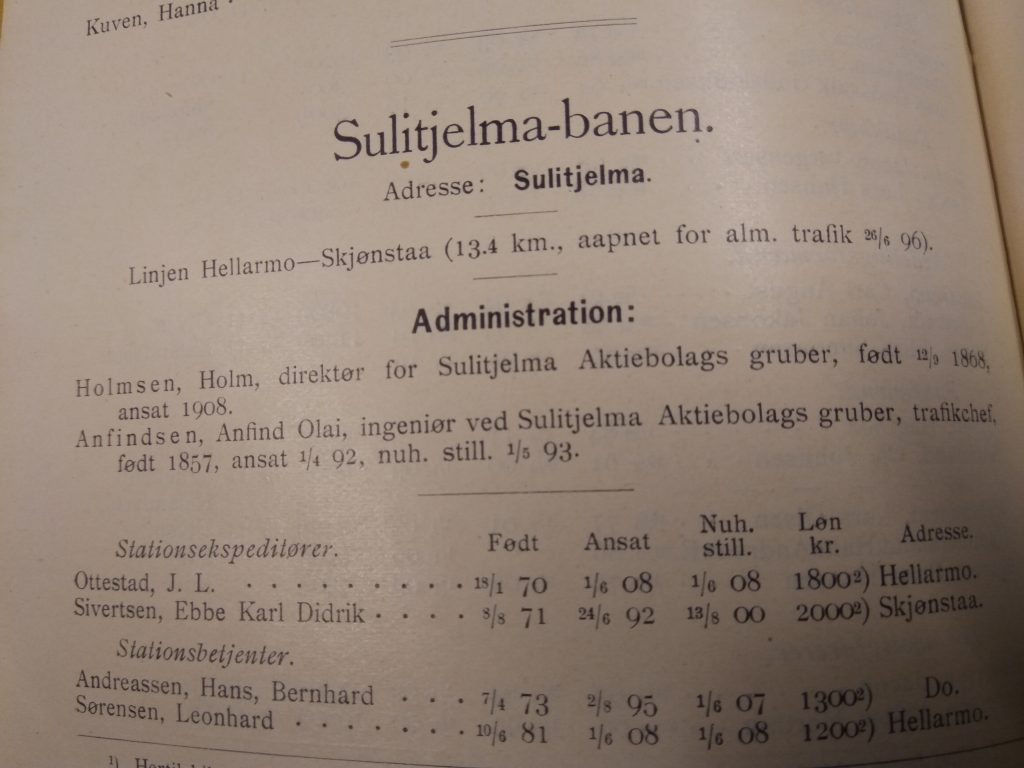 Kuven, Hanna
Sulitjelma-banen.
Adresse: Sulitjelma.
Linjen Hellarmo—Skjønstaa (13.4 km., aapnet for alm. trafik 26/6 96).
Administration:
Holmsen, Holm, direktør for Sulitjelma Aktiebolags gruber, født 12/9 1868,
ansat 1908.
Anfindsen, Anfind Olai, ingeniør ved Sulitjelma Aktiebolags gruber, trafikchef,
født 1857, ansat 1/4 92, nuh. still. 1/5 93.
Stationsekspeditører. Født Ansat Nuh. still. Løn kr. Adresse.
Ottestad, J. L. . . . . . . . . . 18/1 70 1/6 08 1/6 08 1800²) Hellarmo.
Sivertsen, Ebbe Karl Didrik . . . . 8/8 71 24/6 92 13/8 00 2000²) Skjønstaa.
Stationsbetjenter.
Andreassen, Hans, Bernhard . . . 7/4 73 2/8 95 1/6 07 1300²) Do.
Sørensen, Leonhard . . . . . . . 10/6 81 1/6 08 1/6 08 1200²) Hellarmo.
¹)